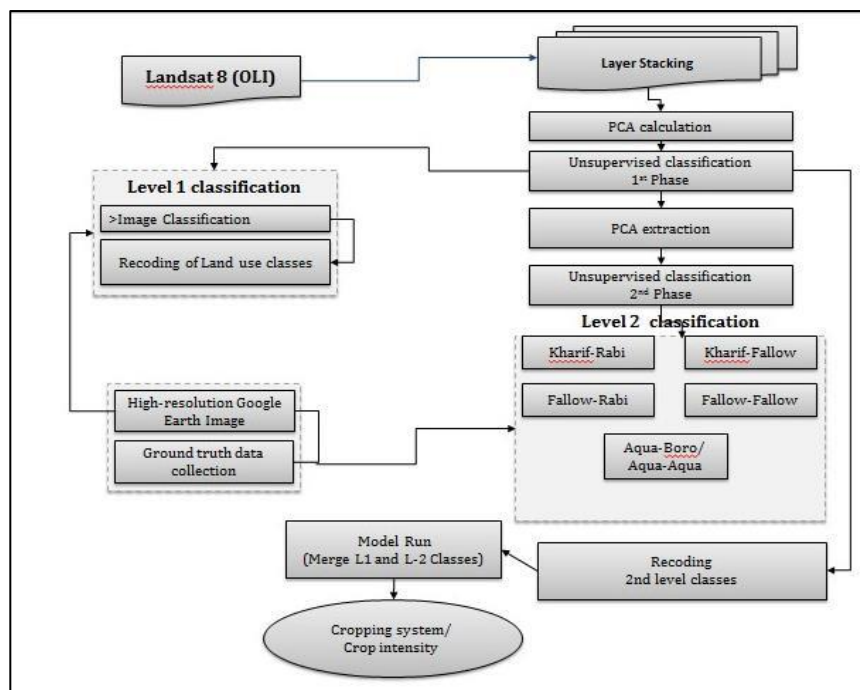 Landsat 8 (OLI)
Layer Stacking
PCA calculation
Unsupervised classification
1st Phase
Level 1 classification
>Image Classification
Recoding of Land use classes
PCA extraction
Unsupervised classification
2nd Phase
Level 2 classification
Kharif-Rabi
Kharif-Fallow
Fallow-Rabi
Fallow-Fallow
Aqua-Boro/
Aqua-Aqua
High-resolution Google
Earth Image
Ground truth data
collection
Model Run
(Merge L1 and L-2 Classes)
Recoding
2nd level classes
Cropping system/
Crop intensity